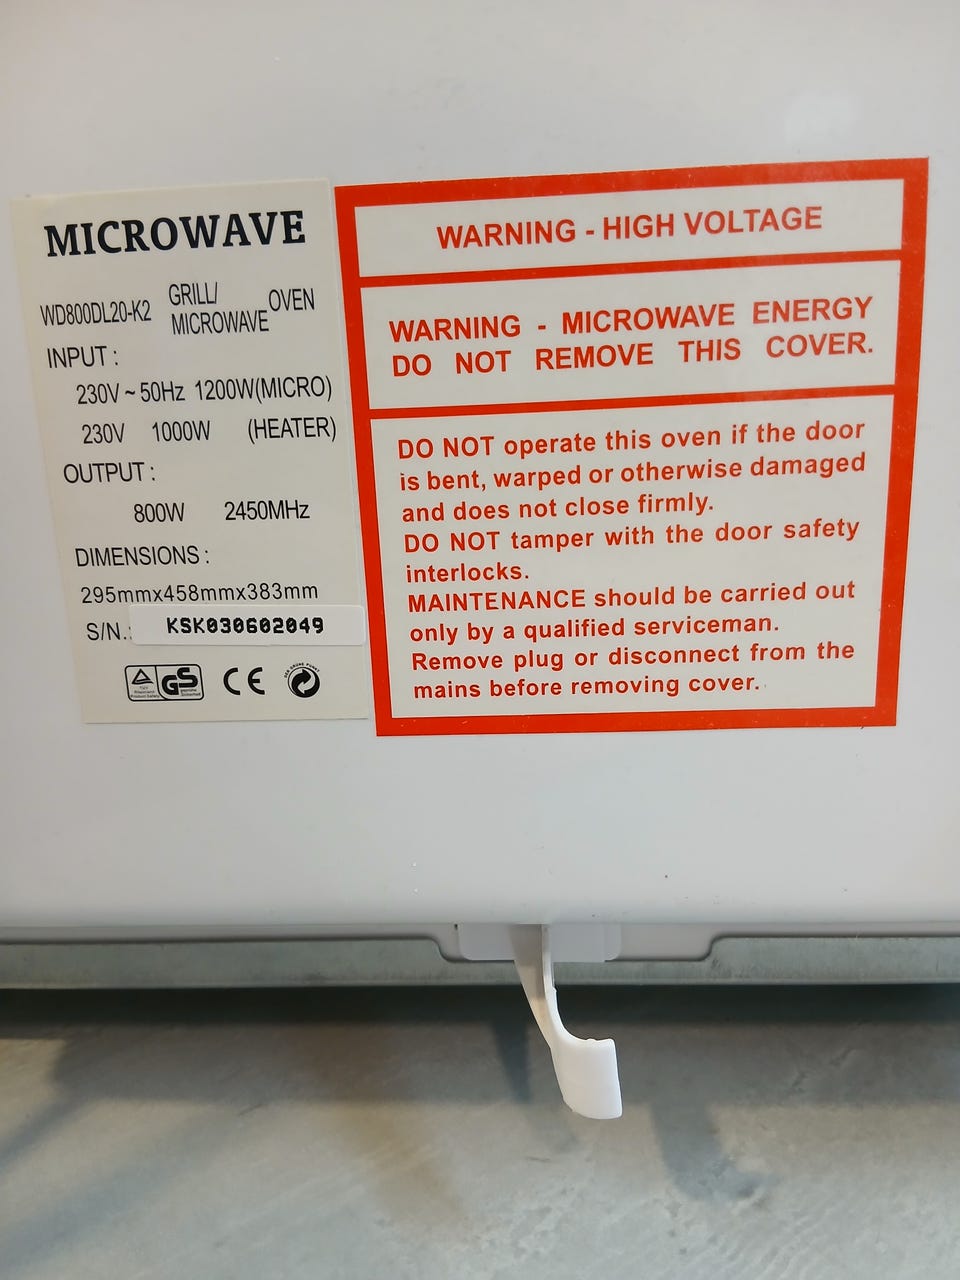 MICROWAVE
WD800DL20-K2 GRILL/ MICROWAVE OVEN
INPUT :
230V ~ 50Hz 1200W(MICRO)
230V 1000W (HEATER)
OUTPUT :
800W 2450MHz
DIMENSIONS :
295mmx458mmx383mm
S/N.: KSK030602049
TÜV
GS
CE
WARNING - HIGH VOLTAGE
WARNING - MICROWAVE ENERGY
DO NOT REMOVE THIS COVER.
DO NOT operate this oven if the door
is bent, warped or otherwise damaged
and does not close firmly.
DO NOT tamper with the door safety
interlocks.
MAINTENANCE should be carried out
only by a qualified serviceman.
Remove plug or disconnect from the
mains before removing cover.